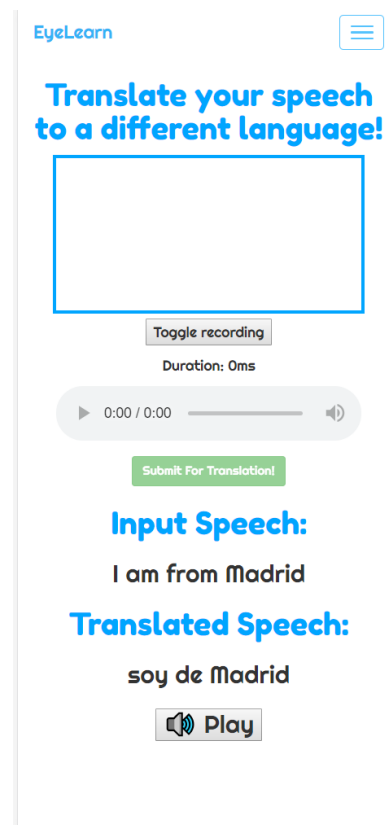 EyeLearn
Translate your speech
to a different language!
Toggle recording
Duration: 0ms
0:00 / 0:00
Submit For Translation!
Input Speech:
I am from Madrid
Translated Speech:
soy de Madrid
Play